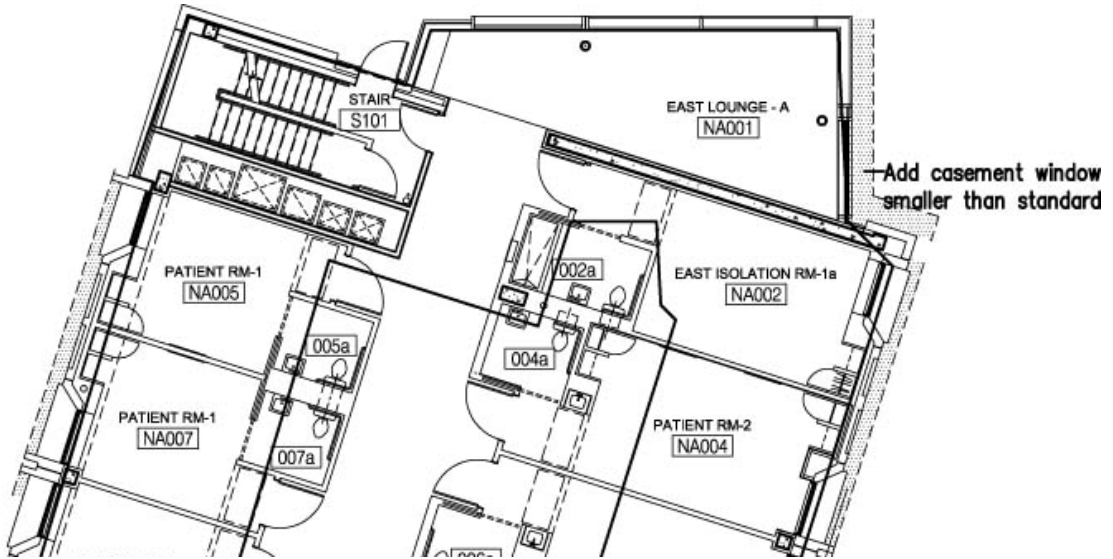 STAIR
S101
EAST LOUNGE - A
NA001
Add casement window
smaller than standard
PATIENT RM-1
NA005
002a
EAST ISOLATION RM-1a
NA002
005a
004a
PATIENT RM-1
NA007
PATIENT RM-2
NA004
007a